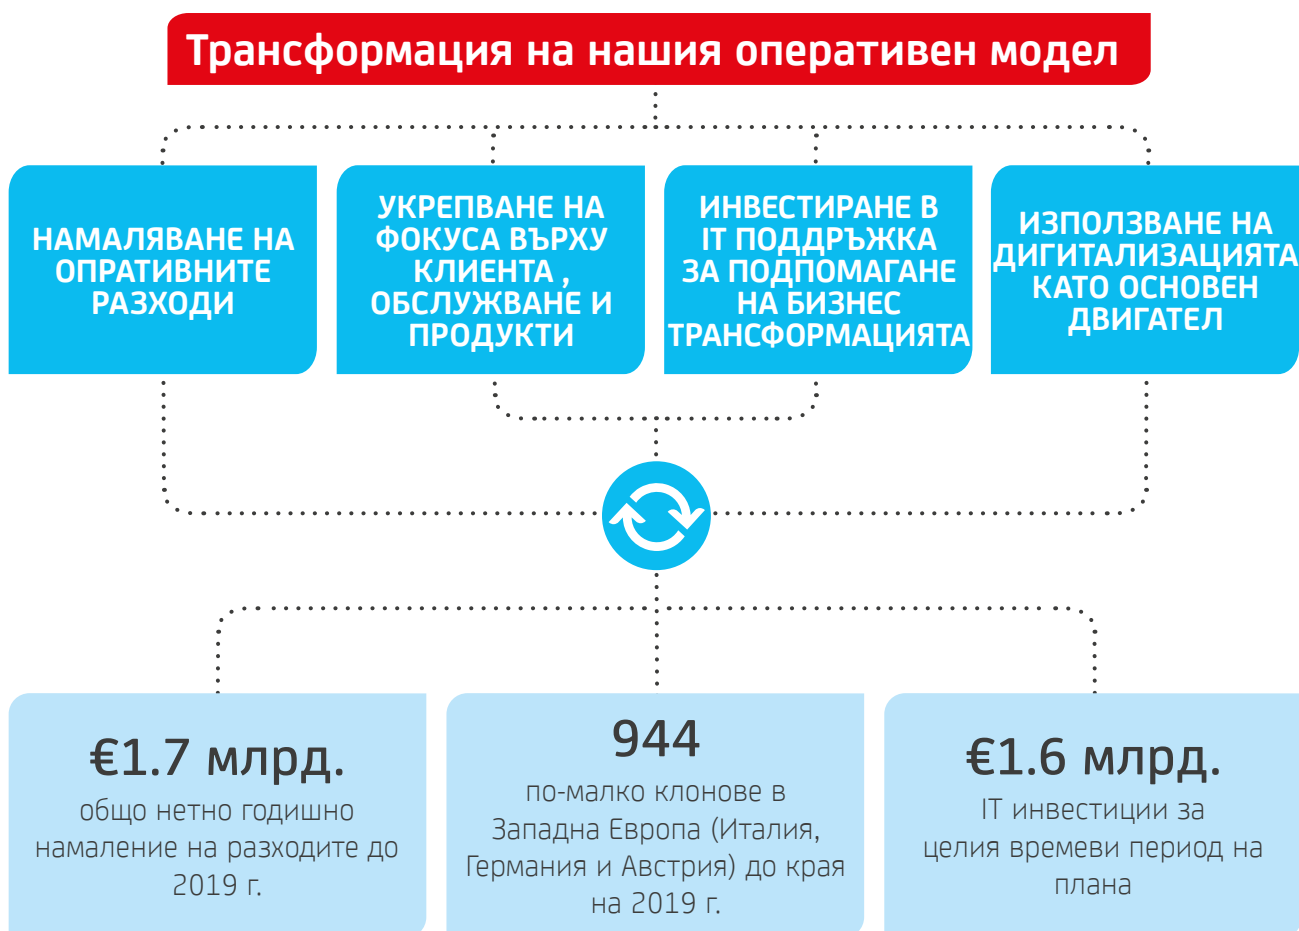 Трансформация на нашия оперативен модел
НАМАЛЯВАНЕ НА
ОПРАТИВНИТЕ
РАЗХОДИ
УКРЕПВАНЕ НА
ФОКУСА ВЪРХУ
КЛИЕНТА ,
ОБСЛУЖВАНЕ И
ПРОДУКТИ
ИНВЕСТИРАНЕ В
IT ПОДДРЪЖКА
ЗА ПОДПОМАГАНЕ
НА БИЗНЕС
ТРАНСФОРМАЦИЯТА
ИЗПОЛЗВАНЕ НА
ДИГИТАЛИЗАЦИЯТА
КАТО ОСНОВЕН
ДВИГАТЕЛ
€1.7 млрд.
общо нетно годишно
намаление на разходите до
2019 г.
944
по-малко клонове в
Западна Европа (Италия,
Германия и Австрия) до края
на 2019 г.
€1.6 млрд.
IT инвестиции за
целия времеви период на
плана